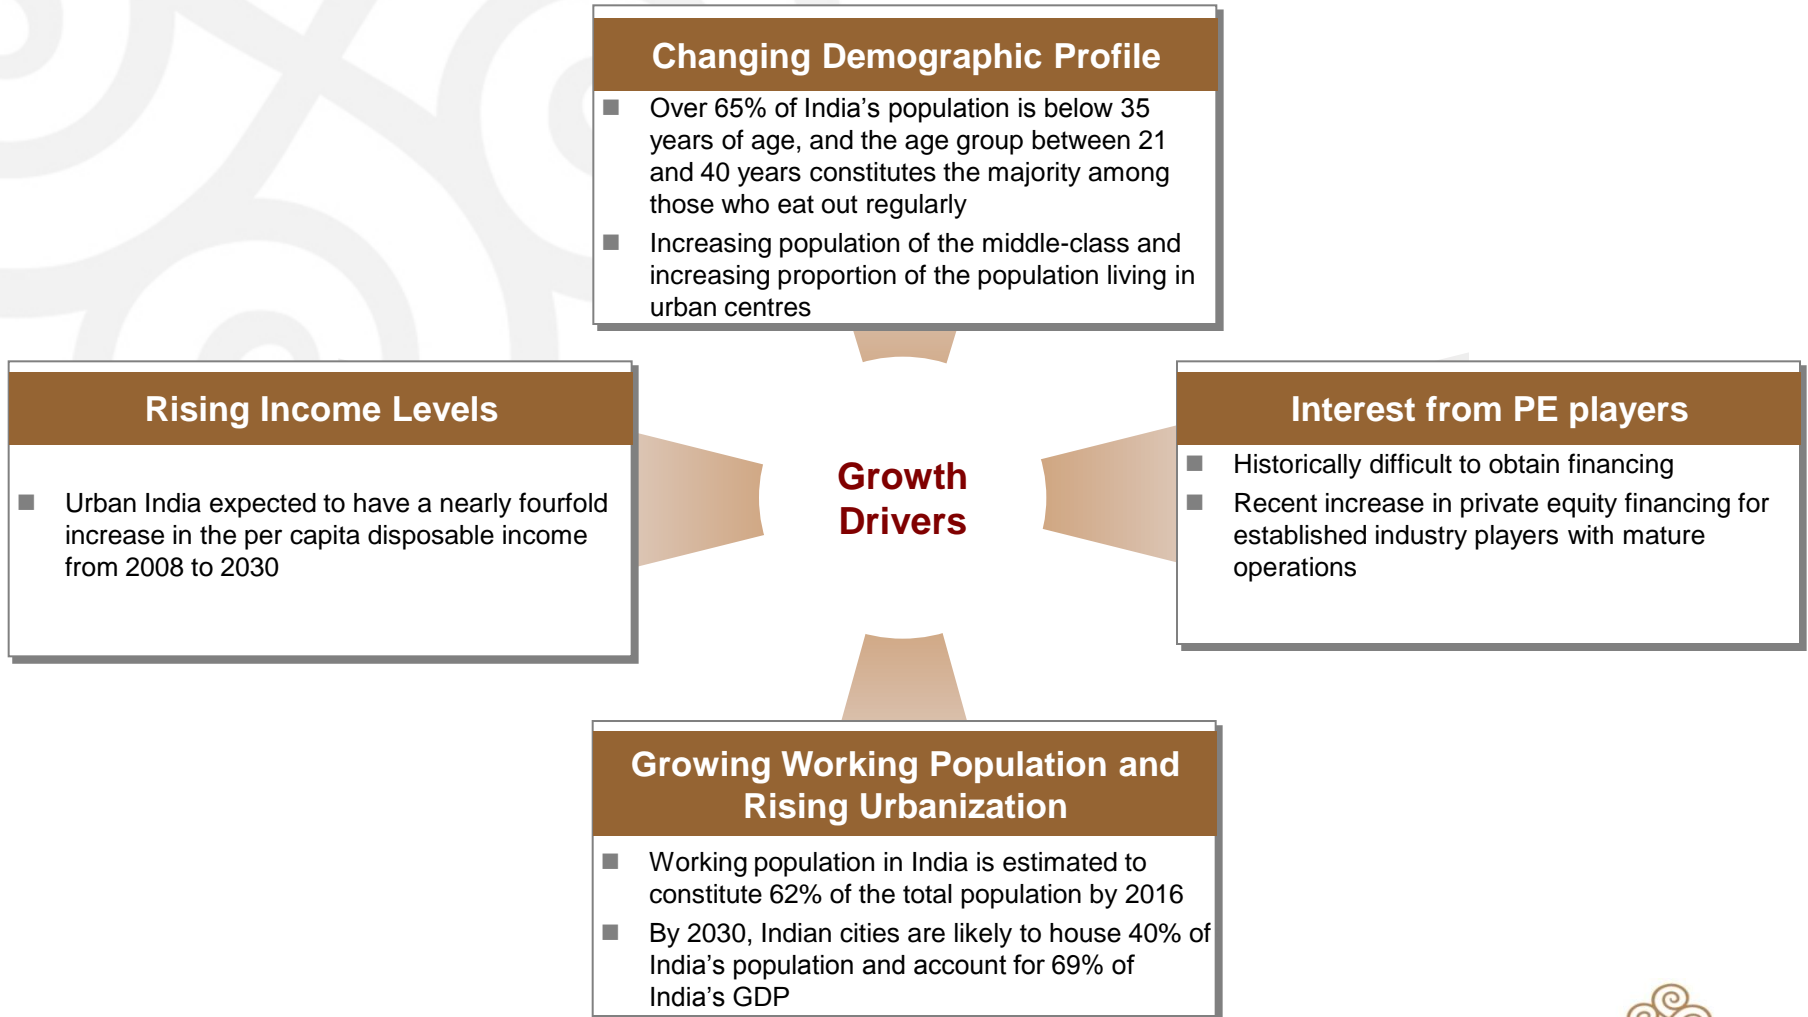 Changing Demographic Profile
■ Over 65% of India’s population is below 35
years of age, and the age group between 21
and 40 years constitutes the majority among
those who eat out regularly
■ Increasing population of the middle-class and
increasing proportion of the population living in
urban centres
Rising Income Levels
■ Urban India expected to have a nearly fourfold
increase in the per capita disposable income
from 2008 to 2030
Growth
Drivers
Interest from PE players
■ Historically difficult to obtain financing
■ Recent increase in private equity financing for
established industry players with mature
operations
Growing Working Population and
Rising Urbanization
■ Working population in India is estimated to
constitute 62% of the total population by 2016
■ By 2030, Indian cities are likely to house 40% of
India’s population and account for 69% of
India’s GDP